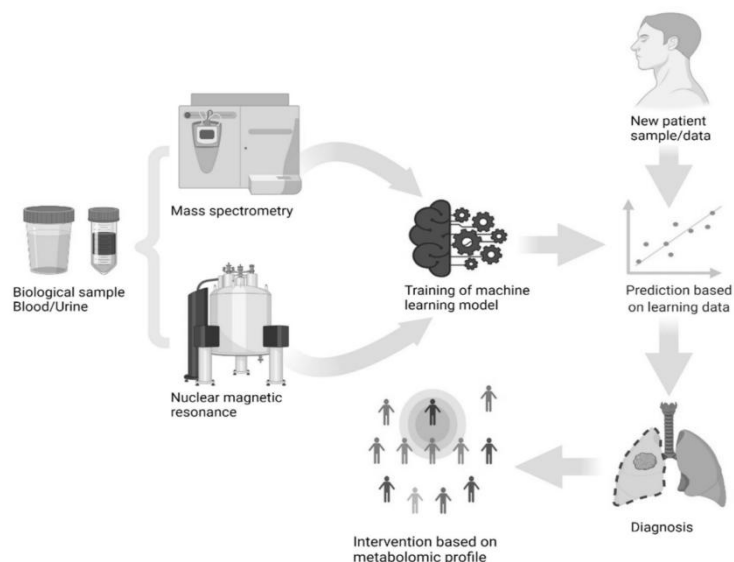 Biological sample
Blood/Urine
Mass spectrometry
Nuclear magnetic
resonance
Training of machine
learning model
New patient
sample/data
Prediction based
on learning data
Diagnosis
Intervention based on
metabolomic profile